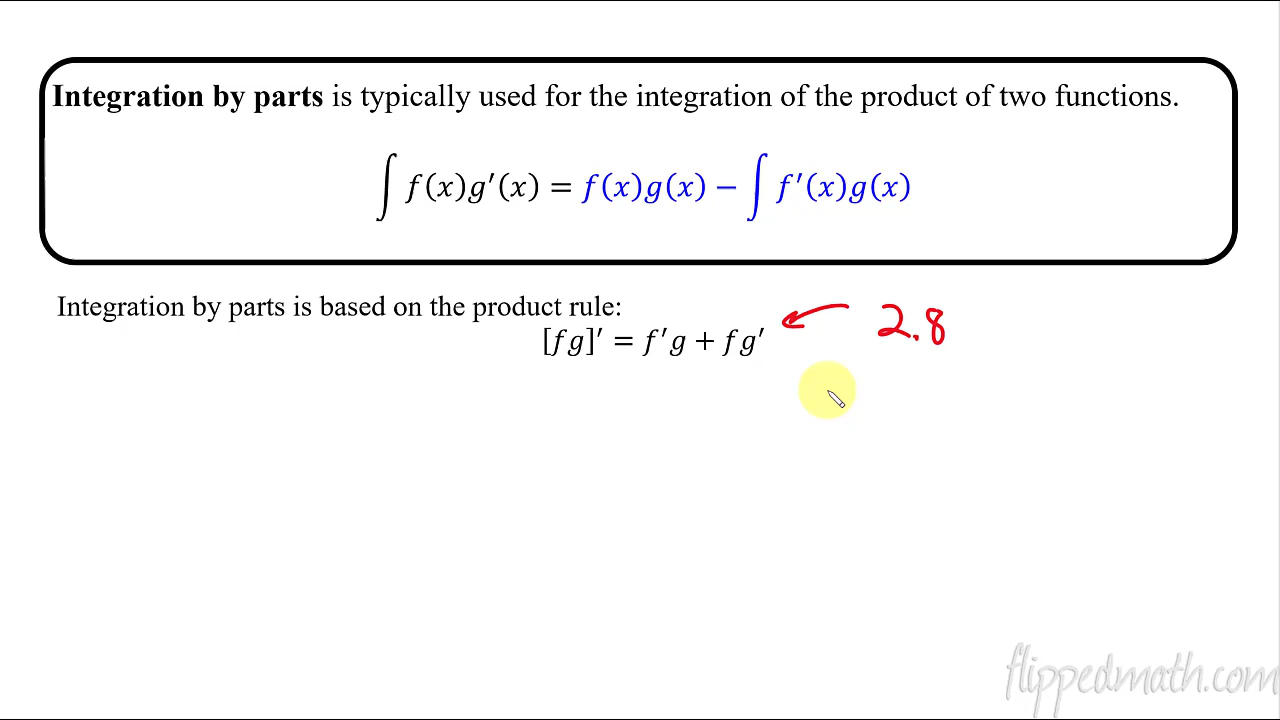 Integration by parts is typically used for the integration of the product of two functions.
∫ f(x)g′(x) = f(x)g(x) − ∫ f′(x)g(x)
Integration by parts is based on the product rule:
[fg]′ = f′g + fg′
2.8
flippedmath.com